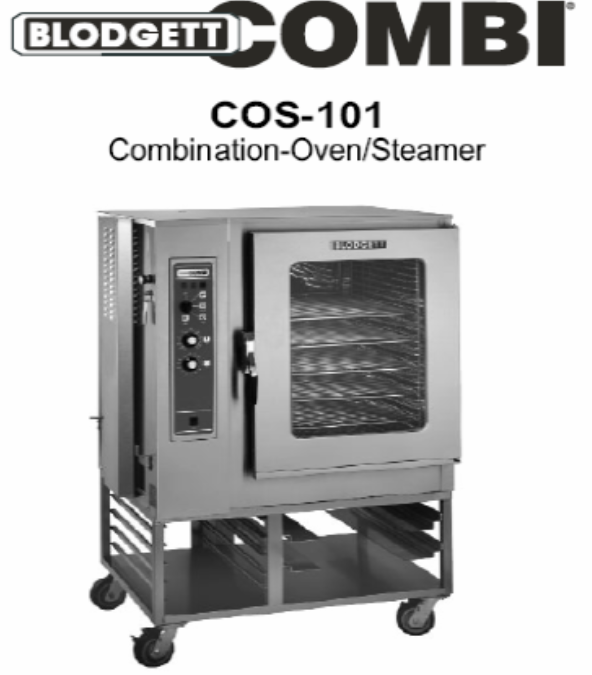 BLODGETT COMBI®
COS-101
Combination-Oven/Steamer
BLODGETT